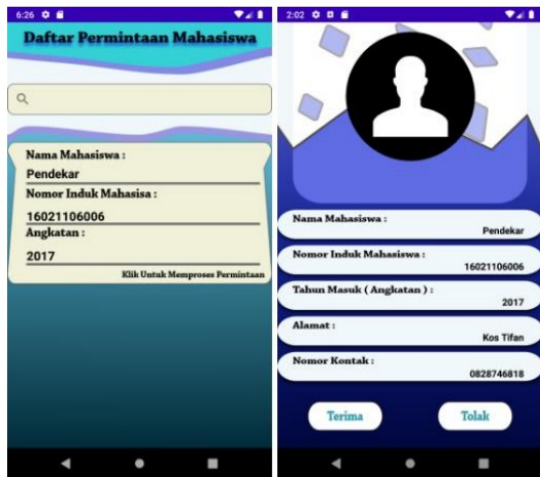 6:26
Daftar Permintaan Mahasiswa
Nama Mahasiswa :
Pendekar
Nomor Induk Mahasisa :
16021106006
Angkatan :
2017
Klik Untuk Memproses Permintaan
2:02
Nama Mahasiswa :
Pendekar
Nomor Induk Mahasiswa :
16021106006
Tahun Masuk ( Angkatan ) :
2017
Alamat :
Kos Tifan
Nomor Kontak :
0828746818
Terima
Tolak